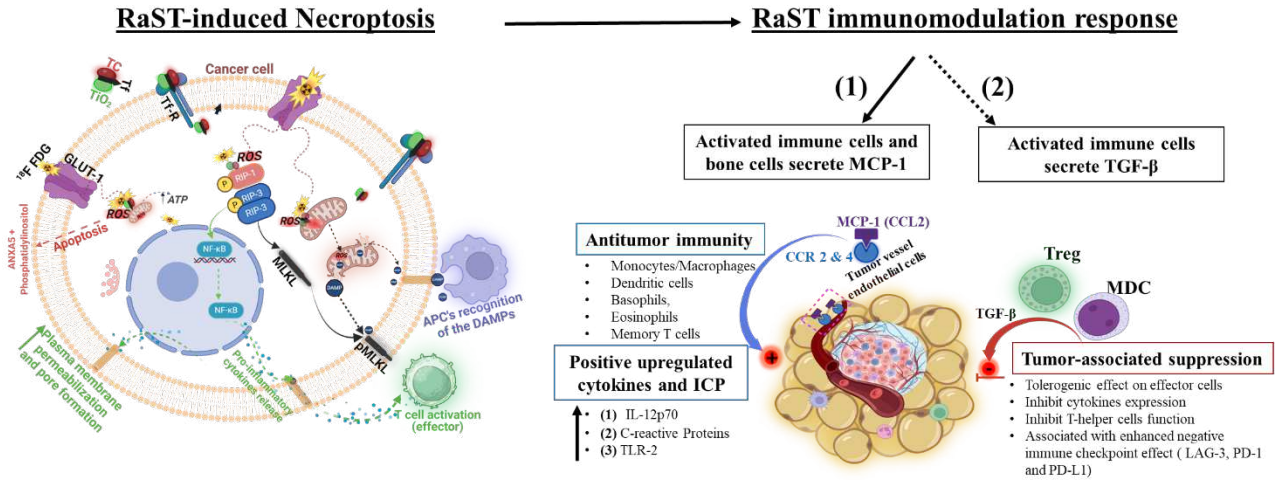 RaST-induced Necroptosis
RaST immunomodulation response
TC
Tf
TiO₂
Tf-R
Cancer cell
¹⁸F FDG
GLUT-1
ROS
ATP
ANXA5 +
Phosphatidylinositol
Apoptosis
ROS
P
RIP-1
RIP-3
P
RIP-3
ROS
NF-κB
NF-κB
MLKL
ROS
DAMP
pMLKL
APC's recognition
of the DAMPs
Plasma membrane
permeabilization
and pore formation
Pro-inflamatory
cytokines release
T cell activation
(effector)
(1)
(2)
Activated immune cells and
bone cells secrete MCP-1
Activated immune cells
secrete TGF-β
Antitumor immunity
• Monocytes/Macrophages
• Dendritic cells
• Basophils,
• Eosinophils
• Memory T cells
Positive upregulated
cytokines and ICP
• (1) IL-12p70
• (2) C-reactive Proteins
• (3) TLR-2
MCP-1 (CCL2)
CCR 2 & 4
Tumor vessel
endothelial cells
+
Treg
MDC
TGF-β
-
Tumor-associated suppression
• Tolerogenic effect on effector cells
• Inhibit cytokines expression
• Inhibit T-helper cells function
• Associated with enhanced negative
immune checkpoint effect ( LAG-3, PD-1
and PD-L1)